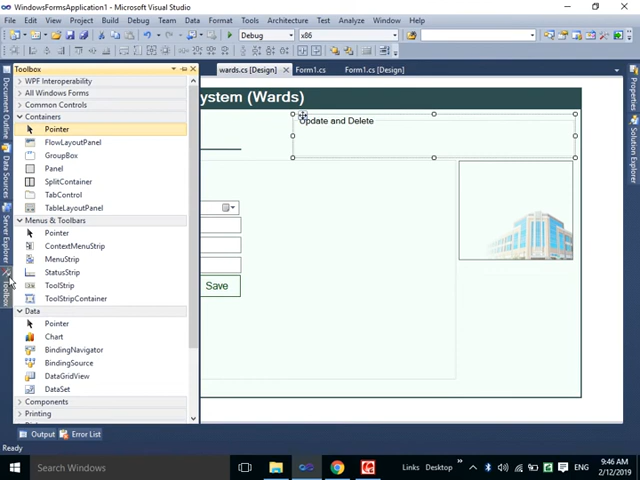 WindowsFormsApplication1 - Microsoft Visual Studio
File Edit View Project Build Debug Team Data Format Tools Architecture Test Analyze Window Help
Debug x86
Toolbox
wards.cs [Design] Form1.cs Form1.cs [Design]
WPF Interoperability
All Windows Forms
Common Controls
Containers
Pointer
FlowLayoutPanel
GroupBox
Panel
SplitContainer
TabControl
TableLayoutPanel
Menus & Toolbars
Pointer
ContextMenuStrip
MenuStrip
StatusStrip
ToolStrip
ToolStripContainer
Data
Pointer
Chart
BindingNavigator
BindingSource
DataGridView
DataSet
Components
Printing
Document Outline
Data Sources
Server Explorer
Toolbox
ystem (Wards)
Update and Delete
Save
Properties
Solution Explorer
Output Error List
Ready
Search Windows
Links Desktop
ENG
9:46 AM
2/12/2019